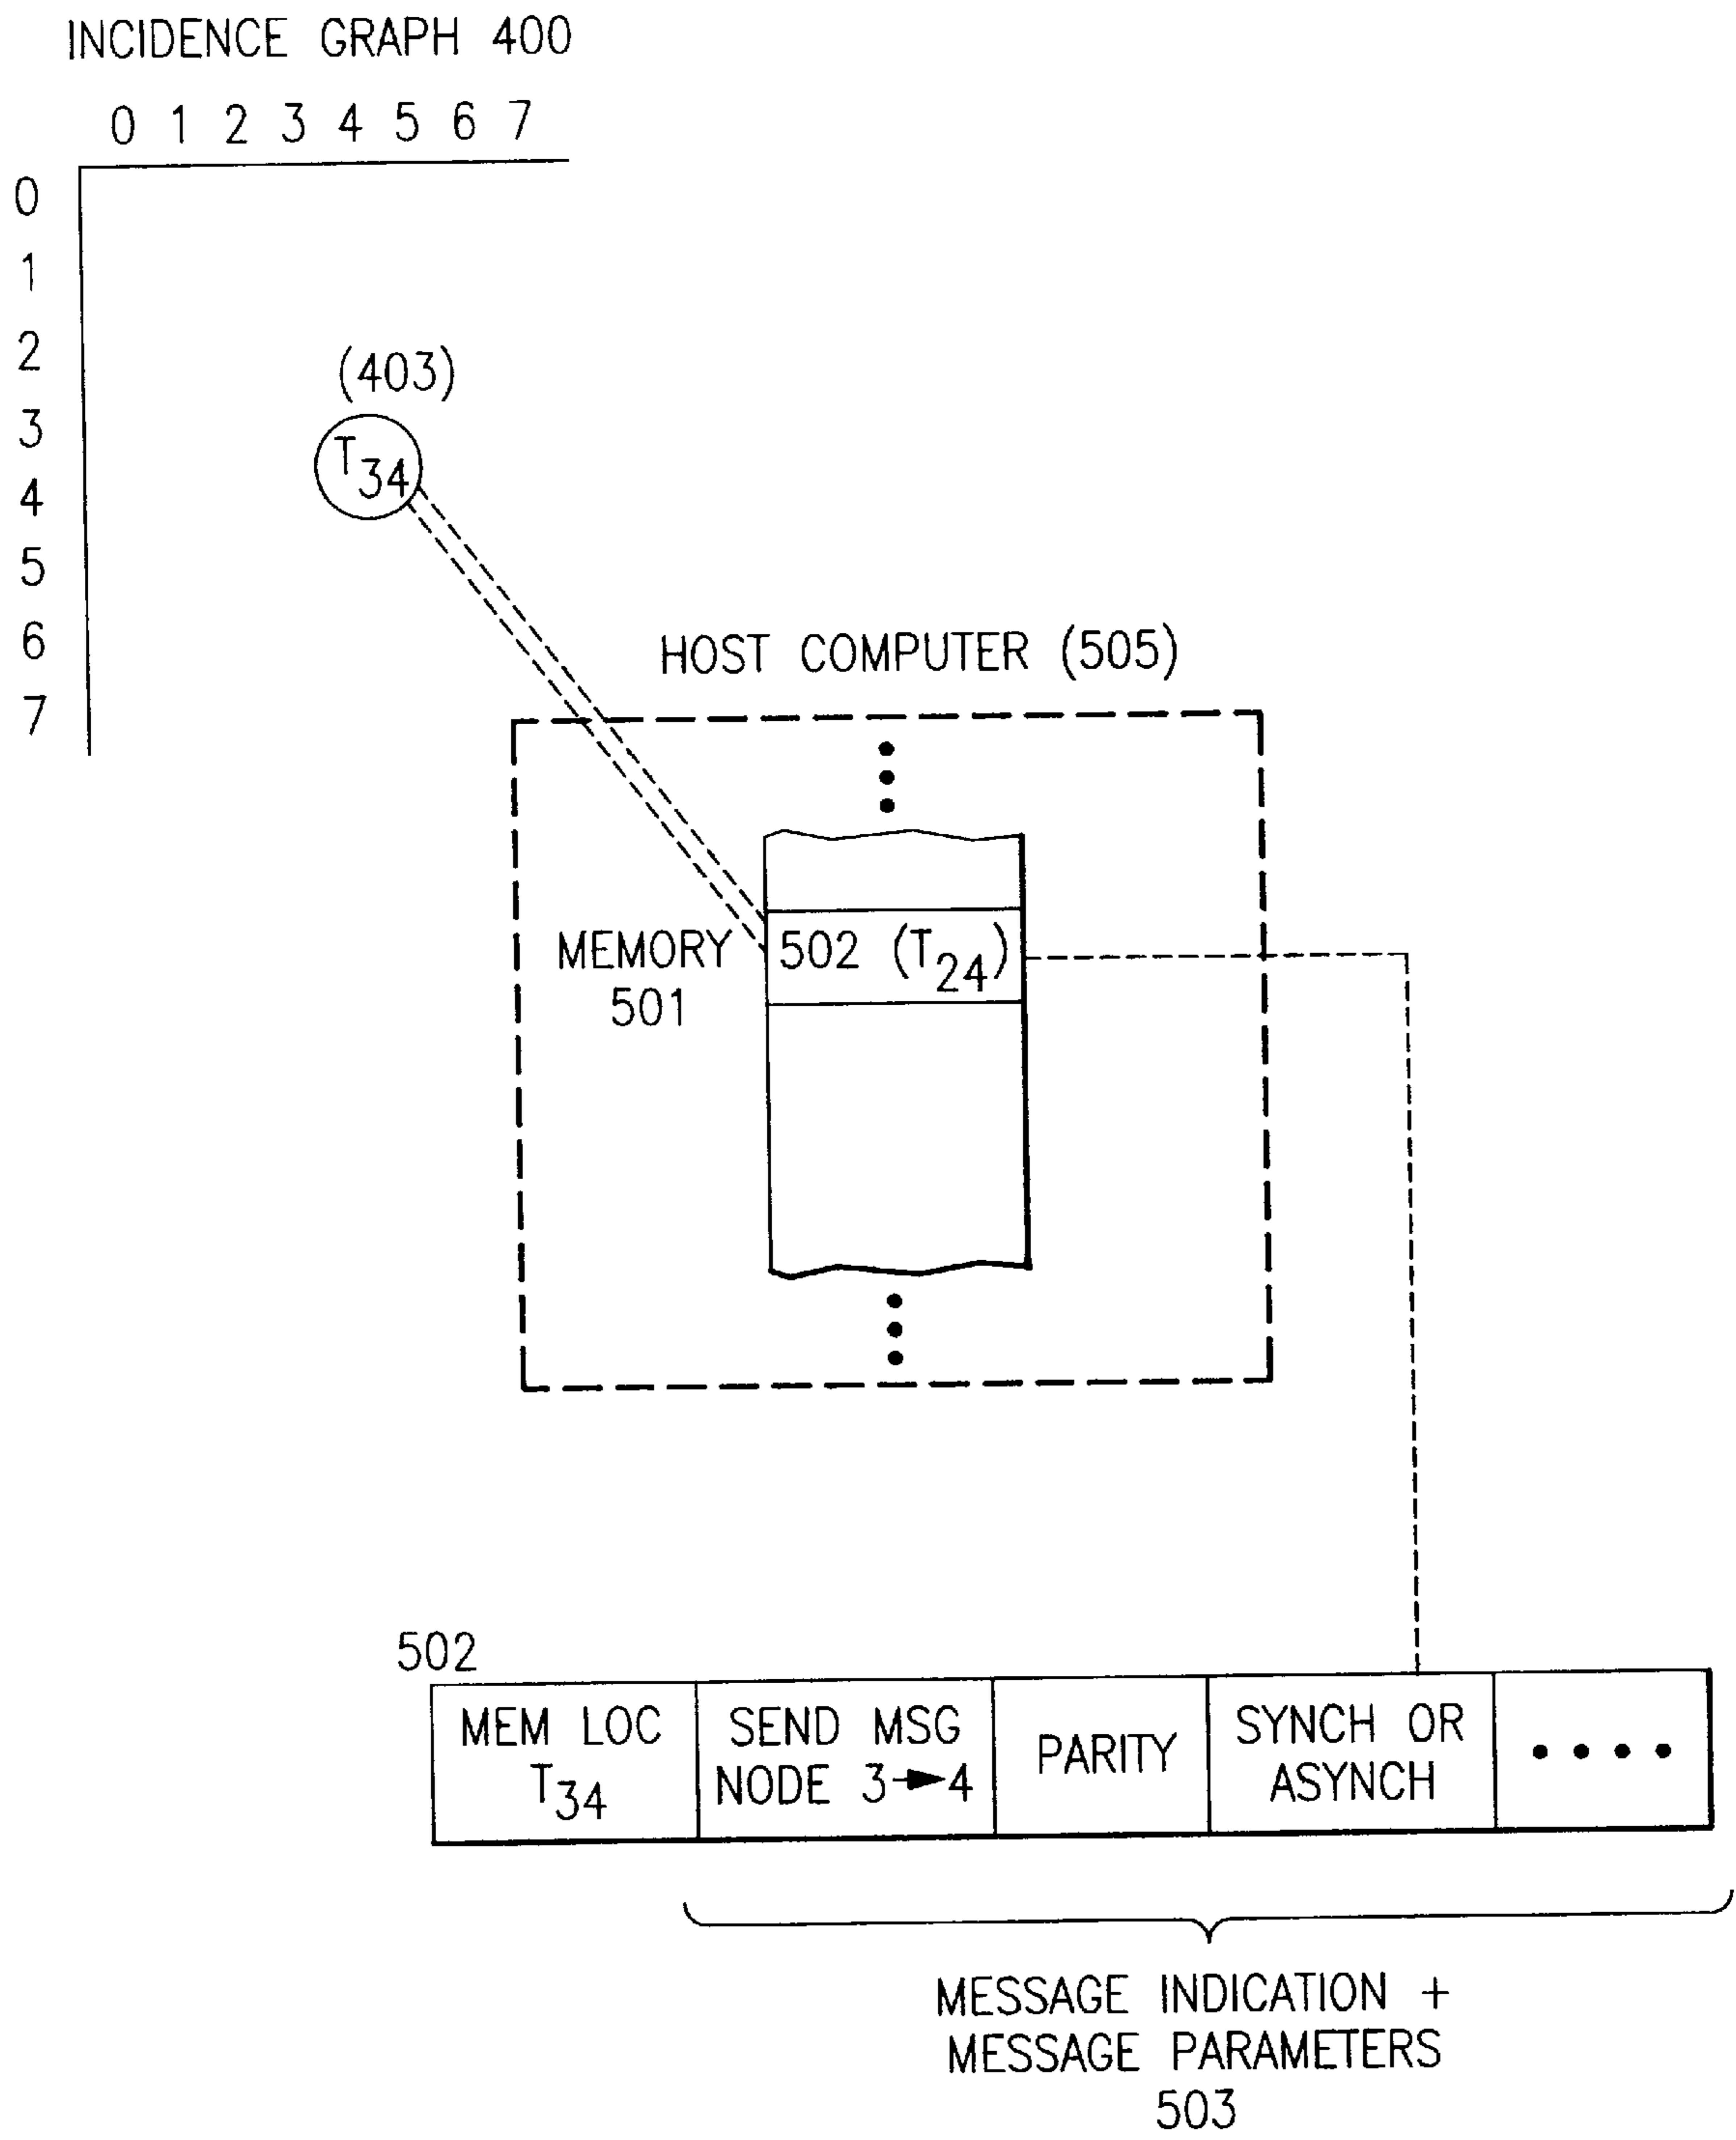 INCIDENCE GRAPH 400
0 1 2 3 4 5 6 7
0
1
2
3
4
5
6
7
(403)
T34
HOST COMPUTER (505)
MEMORY
501
502 (T24)
502
MEM LOC
T34
SEND MSG
NODE 3→4
PARITY
SYNCH OR
ASYNCH
MESSAGE INDICATION +
MESSAGE PARAMETERS
503